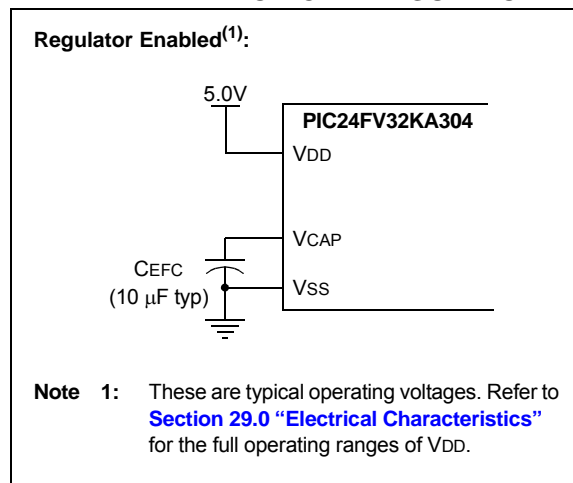 Regulator Enabled(1):
5.0V
PIC24FV32KA304
VDD
VCAP
CEFC
(10 μF typ)
VSS
Note 1: These are typical operating voltages. Refer to
Section 29.0 “Electrical Characteristics”
for the full operating ranges of VDD.